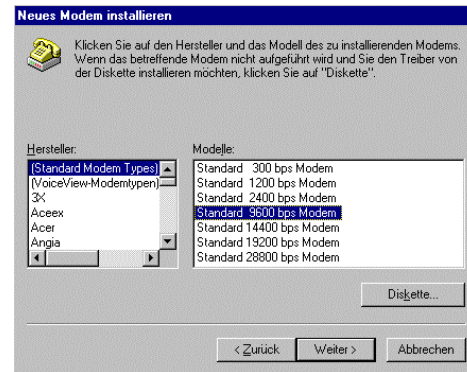 Neues Modem installieren
Klicken Sie auf den Hersteller und das Modell des zu installierenden Modems.
Wenn das betreffende Modem nicht aufgeführt wird und Sie den Treiber von
der Diskette installieren möchten, klicken Sie auf "Diskette".
Hersteller:
(Standard Modem Types)
(VoiceView-Modemtypen)
3X
Aceex
Acer
Angia
Modelle:
Standard 300 bps Modem
Standard 1200 bps Modem
Standard 2400 bps Modem
Standard 9600 bps Modem
Standard 14400 bps Modem
Standard 19200 bps Modem
Standard 28800 bps Modem
Diskette...
< Zurück
Weiter >
Abbrechen